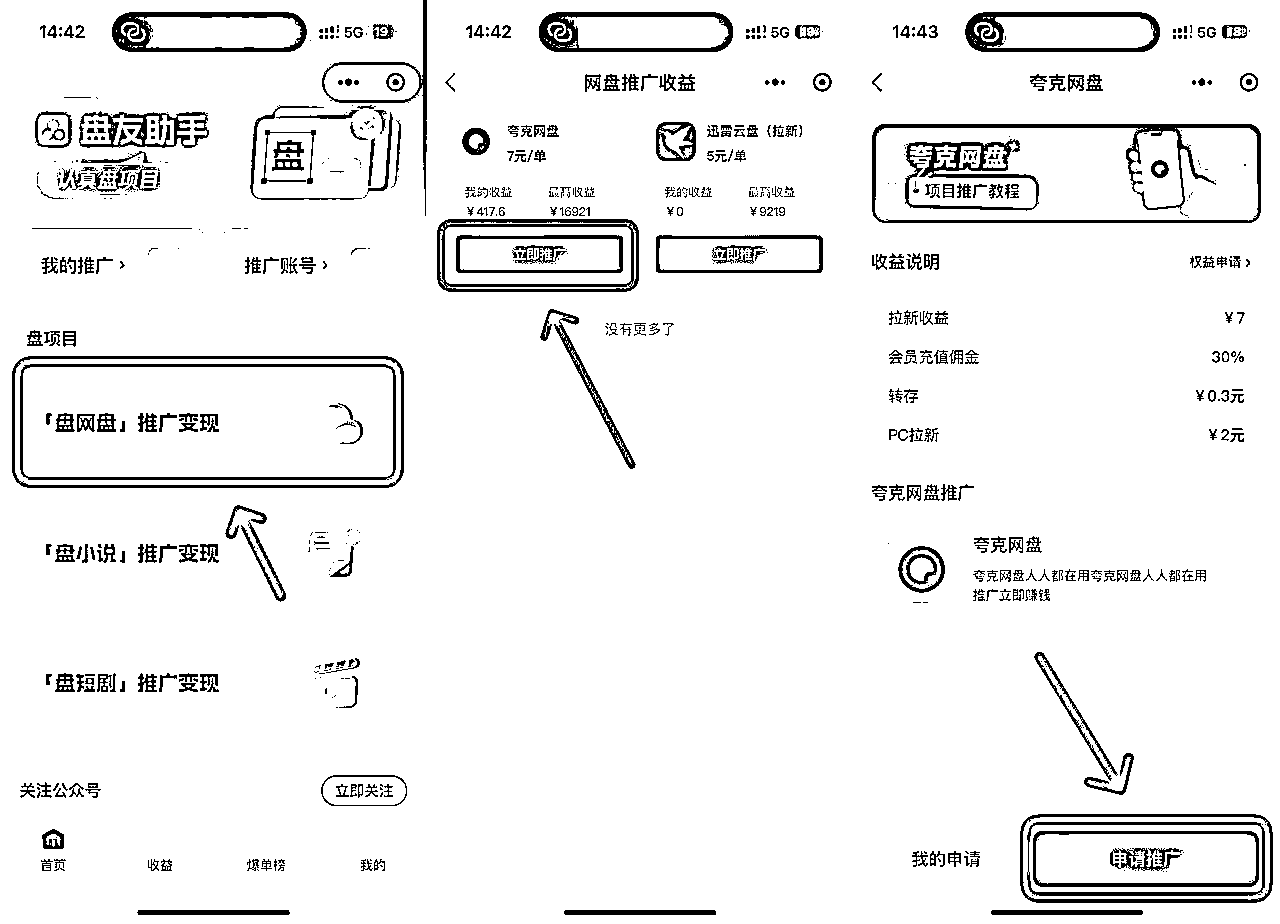 14:42
5G 19
盘友助手
认真盘项目
盘
我的推广 ›
推广账号 ›
盘项目
「盘网盘」推广变现
「盘小说」推广变现
「盘短剧」推广变现
关注公众号
立即关注
首页
收益
爆单榜
我的
14:42
5G
网盘推广收益
夸克网盘
7元/单
我的收益
最高收益
¥417.6
¥16921
立即推广
迅雷云盘（拉新）
5元/单
我的收益
最高收益
¥0
¥9219
立即推广
没有更多了
14:43
5G
夸克网盘
夸克网盘
项目推广教程
收益说明
权益申请 ›
拉新收益
¥7
会员充值佣金
30%
转存
¥0.3元
PC拉新
¥2元
夸克网盘推广
夸克网盘
夸克网盘人人都在用夸克网盘人人都在用
推广立即赚钱
我的申请
申请推广